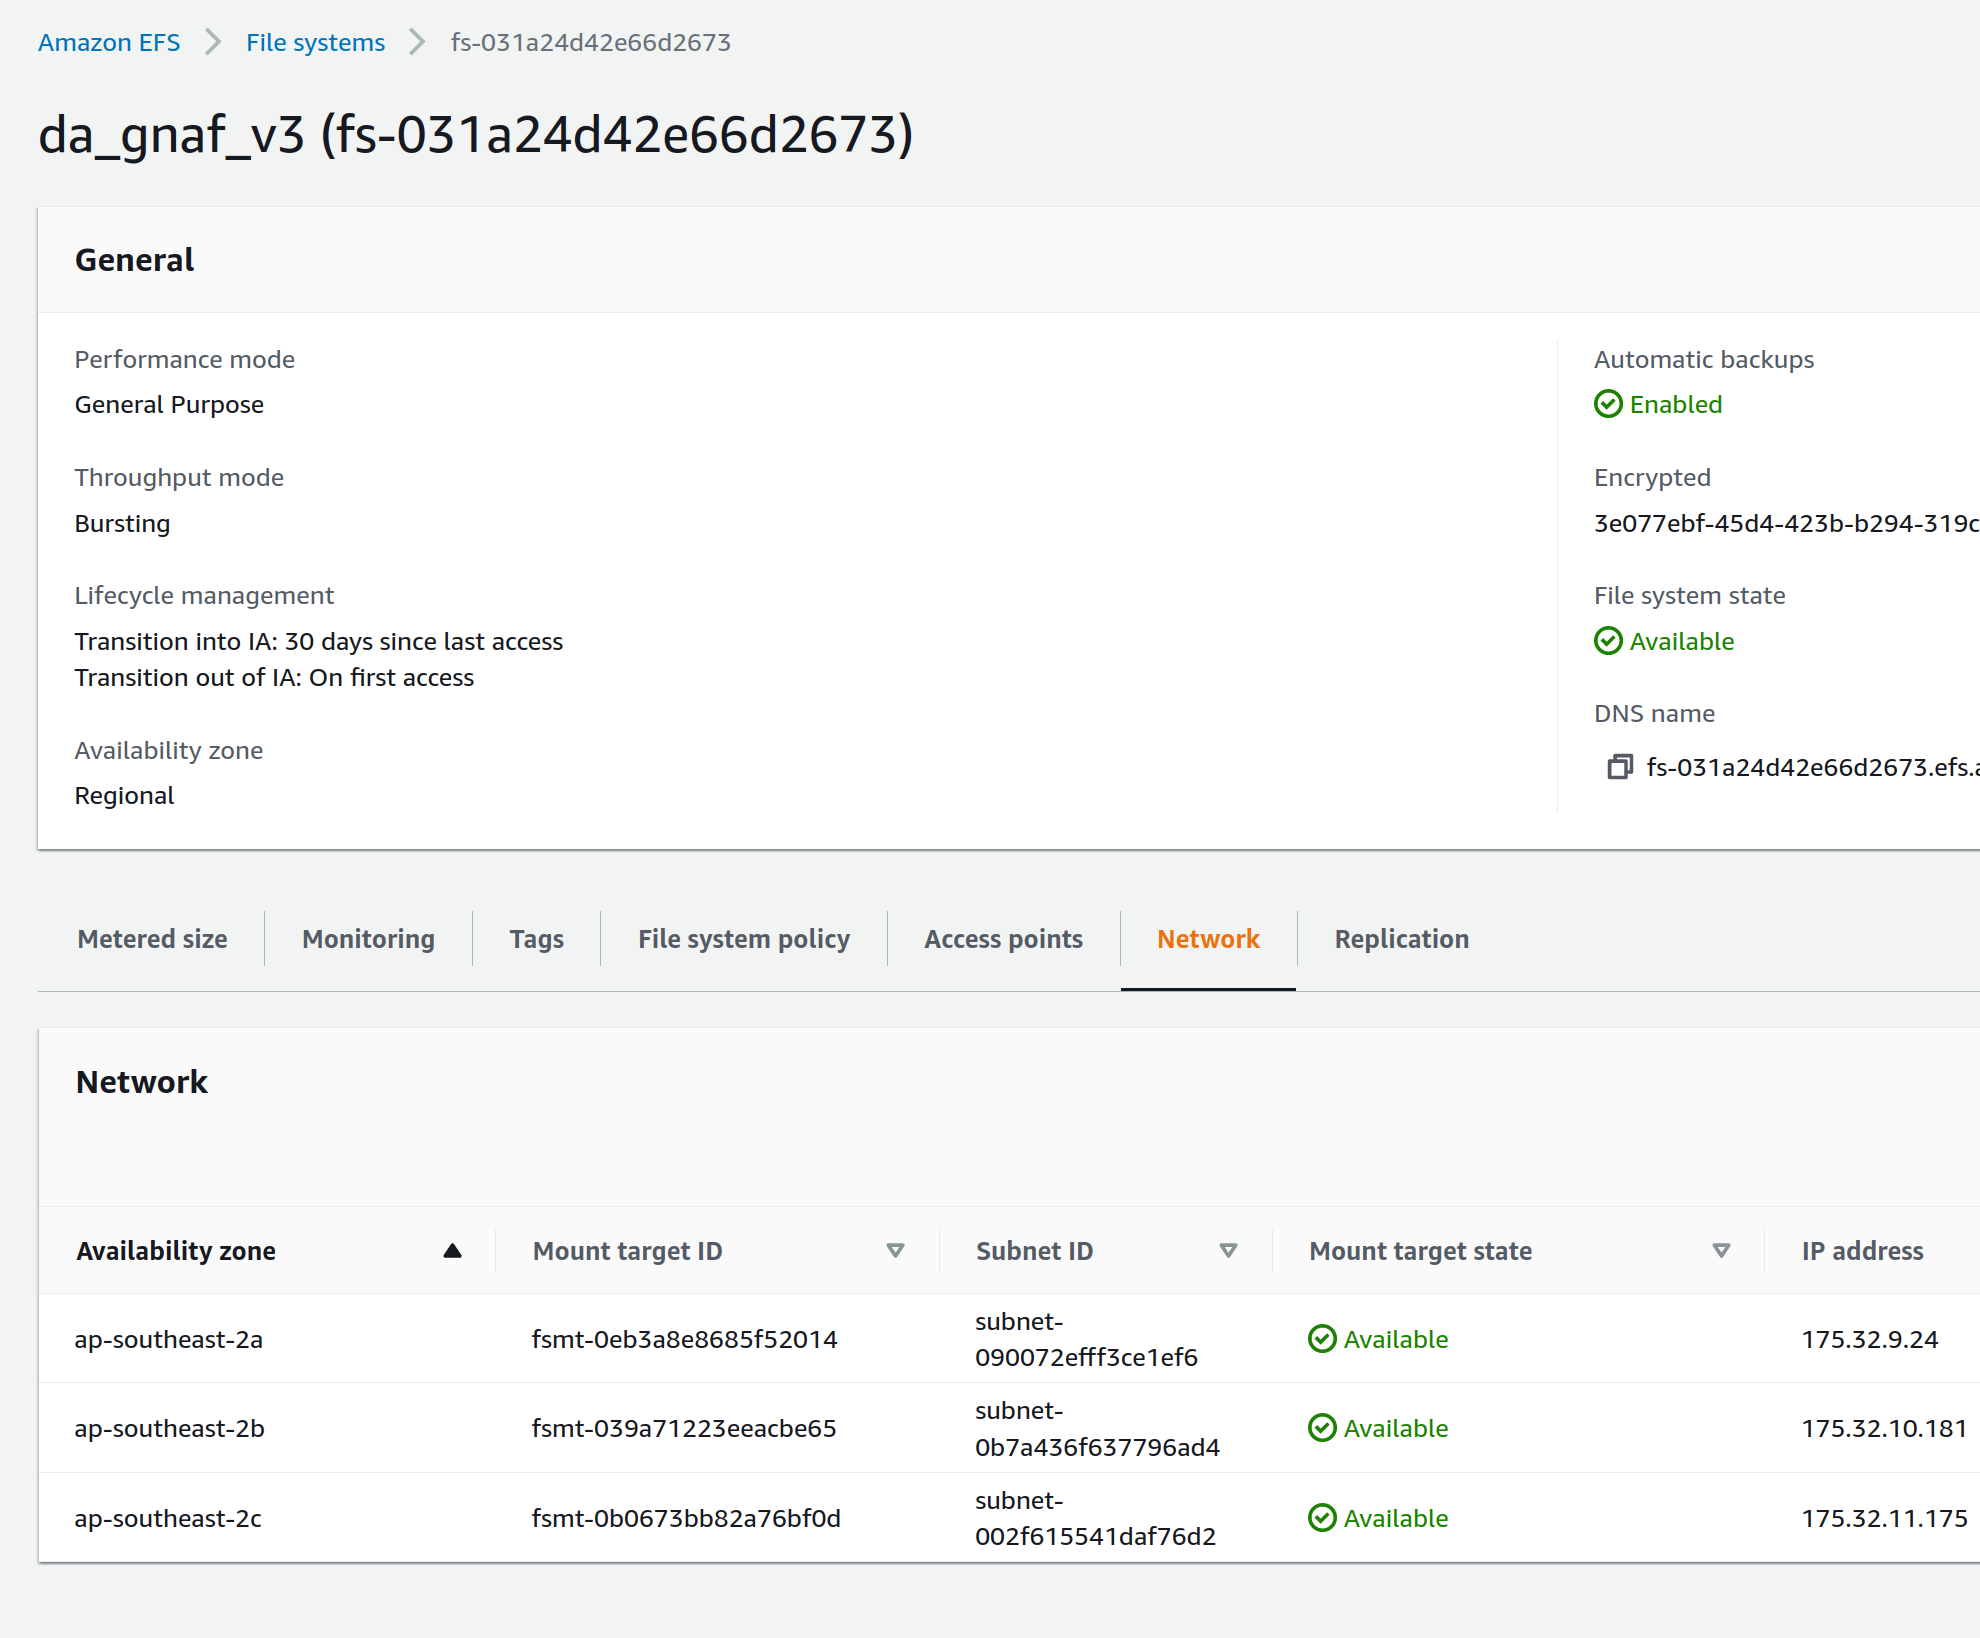 Amazon EFS > File systems > fs-031a24d42e66d2673
da_gnaf_v3 (fs-031a24d42e66d2673)
General
Performance mode
General Purpose
Throughput mode
Bursting
Lifecycle management
Transition into IA: 30 days since last access
Transition out of IA: On first access
Availability zone
Regional
Automatic backups
Enabled
Encrypted
3e077ebf-45d4-423b-b294-319c
File system state
Available
DNS name
fs-031a24d42e66d2673.efs.a
Metered size Monitoring Tags File system policy Access points Network Replication
Network
Availability zone Mount target ID Subnet ID Mount target state IP address
ap-southeast-2a fsmt-0eb3a8e8685f52014 subnet-
090072efff3ce1ef6 Available 175.32.9.24
ap-southeast-2b fsmt-039a71223eeacbe65 subnet-
0b7a436f637796ad4 Available 175.32.10.181
ap-southeast-2c fsmt-0b0673bb82a76bf0d subnet-
002f615541daf76d2 Available 175.32.11.175